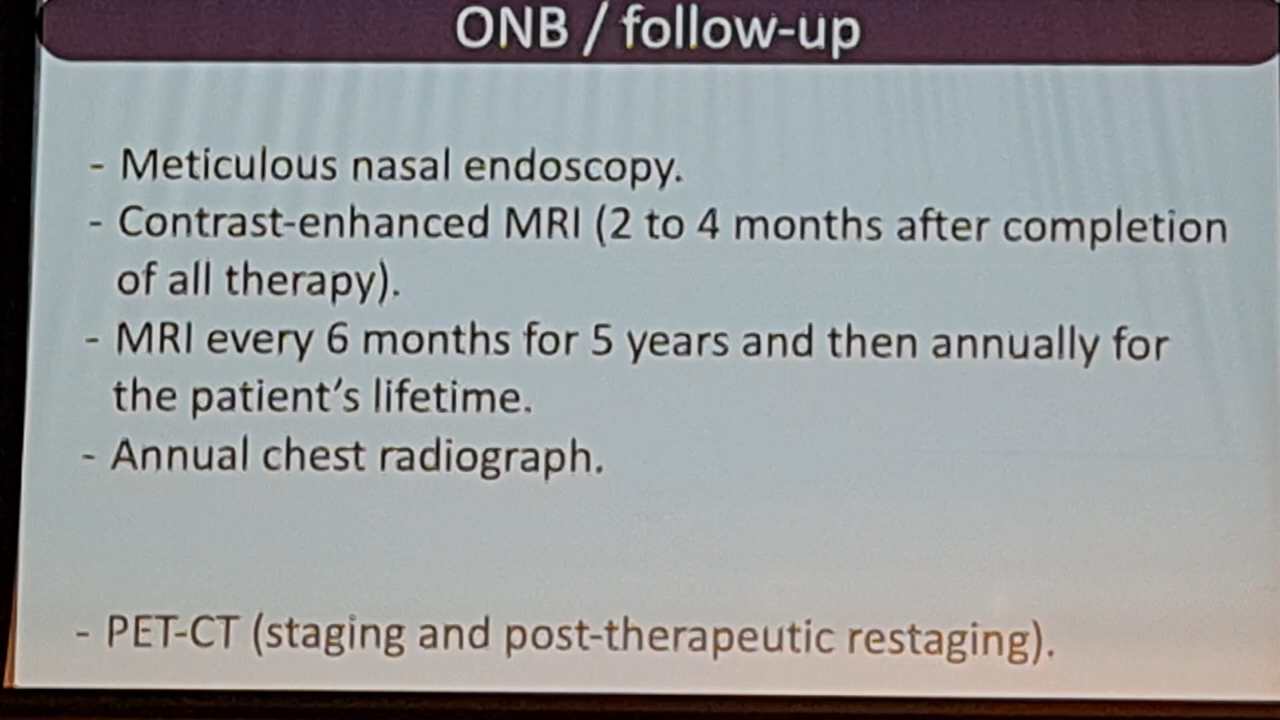 ONB / follow-up
- Meticulous nasal endoscopy.
- Contrast-enhanced MRI (2 to 4 months after completion
of all therapy).
- MRI every 6 months for 5 years and then annually for
the patient’s lifetime.
- Annual chest radiograph.
- PET-CT (staging and post-therapeutic restaging).